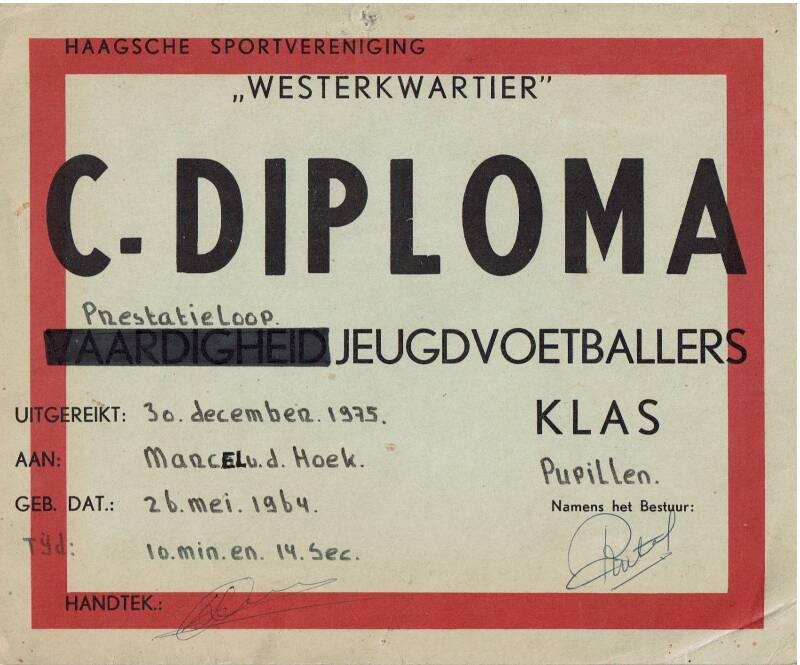 HAAGSCHE SPORTVERENIGING
„WESTERKWARTIER”
C-DIPLOMA
Prestatieloop.
VAARDIGHEID JEUGDVOETBALLERS
UITGEREIKT: 30. december. 1975.
KLAS
AAN: MarcEL v.d. Hoek.
Pupillen.
GEB. DAT.: 26. mei. 1964.
Namens het Bestuur:
Tijd: 10. min. en. 14. Sec.
HANDTEK.: